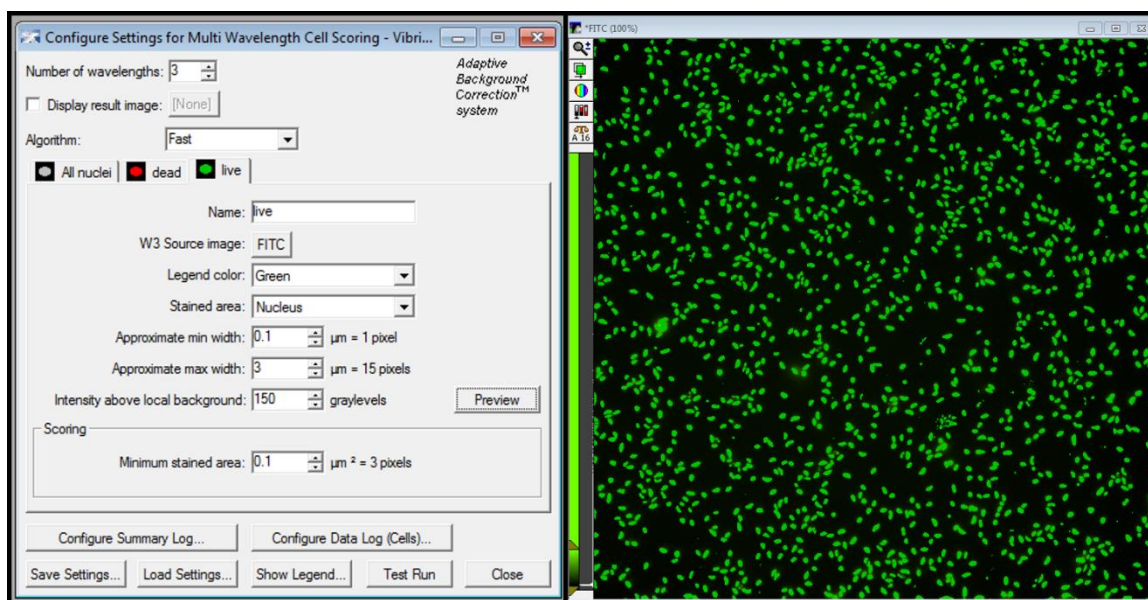 Configure Settings for Multi Wavelength Cell Scoring - Vibri...
Number of wavelengths: 3
Adaptive
Background
Correction™
system
Display result image: [None]
Algorithm: Fast
All nuclei dead live
Name: live
W3 Source image: FITC
Legend color: Green
Stained area: Nucleus
Approximate min width: 0.1 µm = 1 pixel
Approximate max width: 3 µm = 15 pixels
Intensity above local background: 150 graylevels Preview
Scoring
Minimum stained area: 0.1 µm ² = 3 pixels
Configure Summary Log... Configure Data Log (Cells)...
Save Settings... Load Settings... Show Legend... Test Run Close
*FITC (100%)
A 16